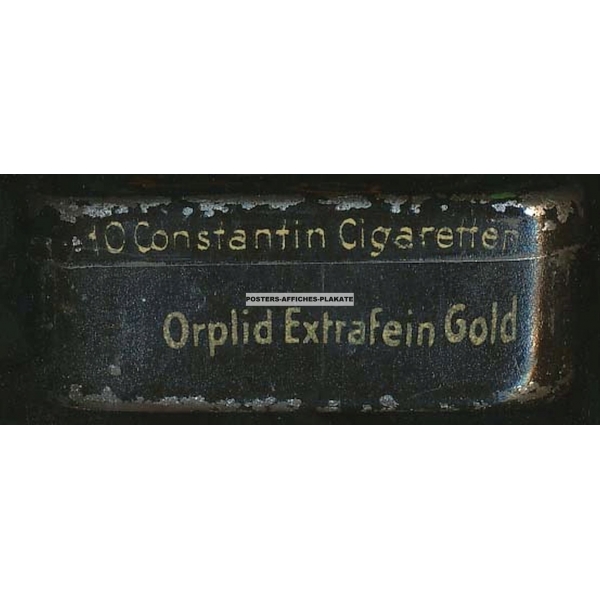 10 Constantin Cigaretten
POSTERS-AFFICHES-PLAKATE
Orplid Extrafein Gold